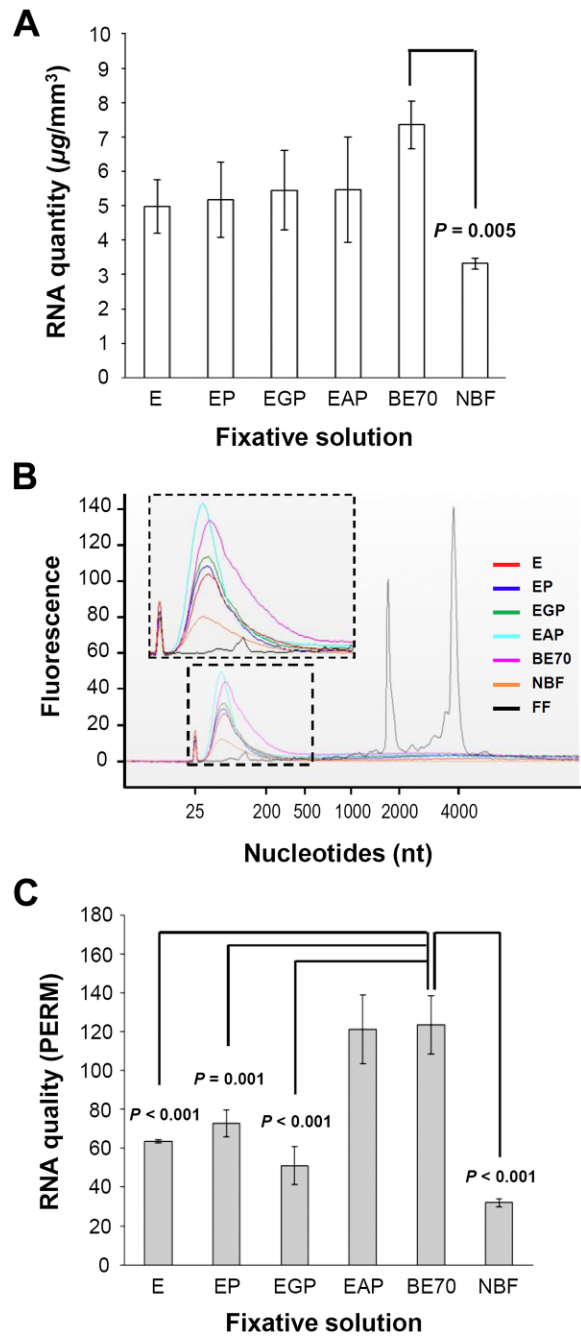 A
RNA quantity (µg/mm³)
10
9
8
7
6
5
4
3
2
1
0
P = 0.005
E EP EGP EAP BE70 NBF
Fixative solution
B
Fluorescence
140
120
100
80
60
40
20
0
E
EP
EGP
EAP
BE70
NBF
FF
25 200 500 1000 2000 4000
Nucleotides (nt)
C
RNA quality (PERM)
180
160
140
120
100
80
60
40
20
0
P < 0.001
P = 0.001
P < 0.001
P < 0.001
E EP EGP EAP BE70 NBF
Fixative solution